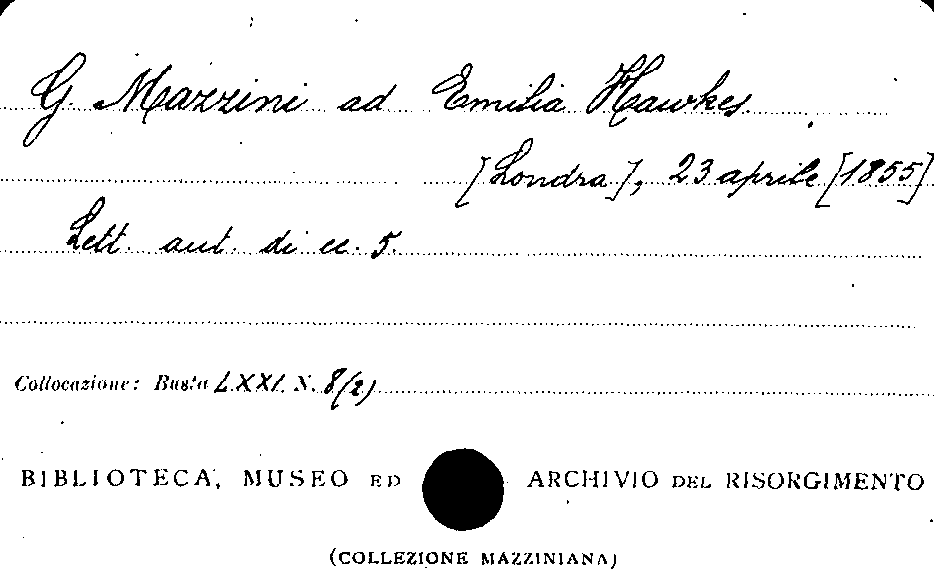 G. Mazzini ad Emilia Hawkes.
[Londra], 23 aprile [1855]
Lett. aut. di cc. 5.
Collocazione: Busta LXXI. N. 8(2)
BIBLIOTECA, MUSEO ED ARCHIVIO DEL RISORGIMENTO
(COLLEZIONE MAZZINIANA)